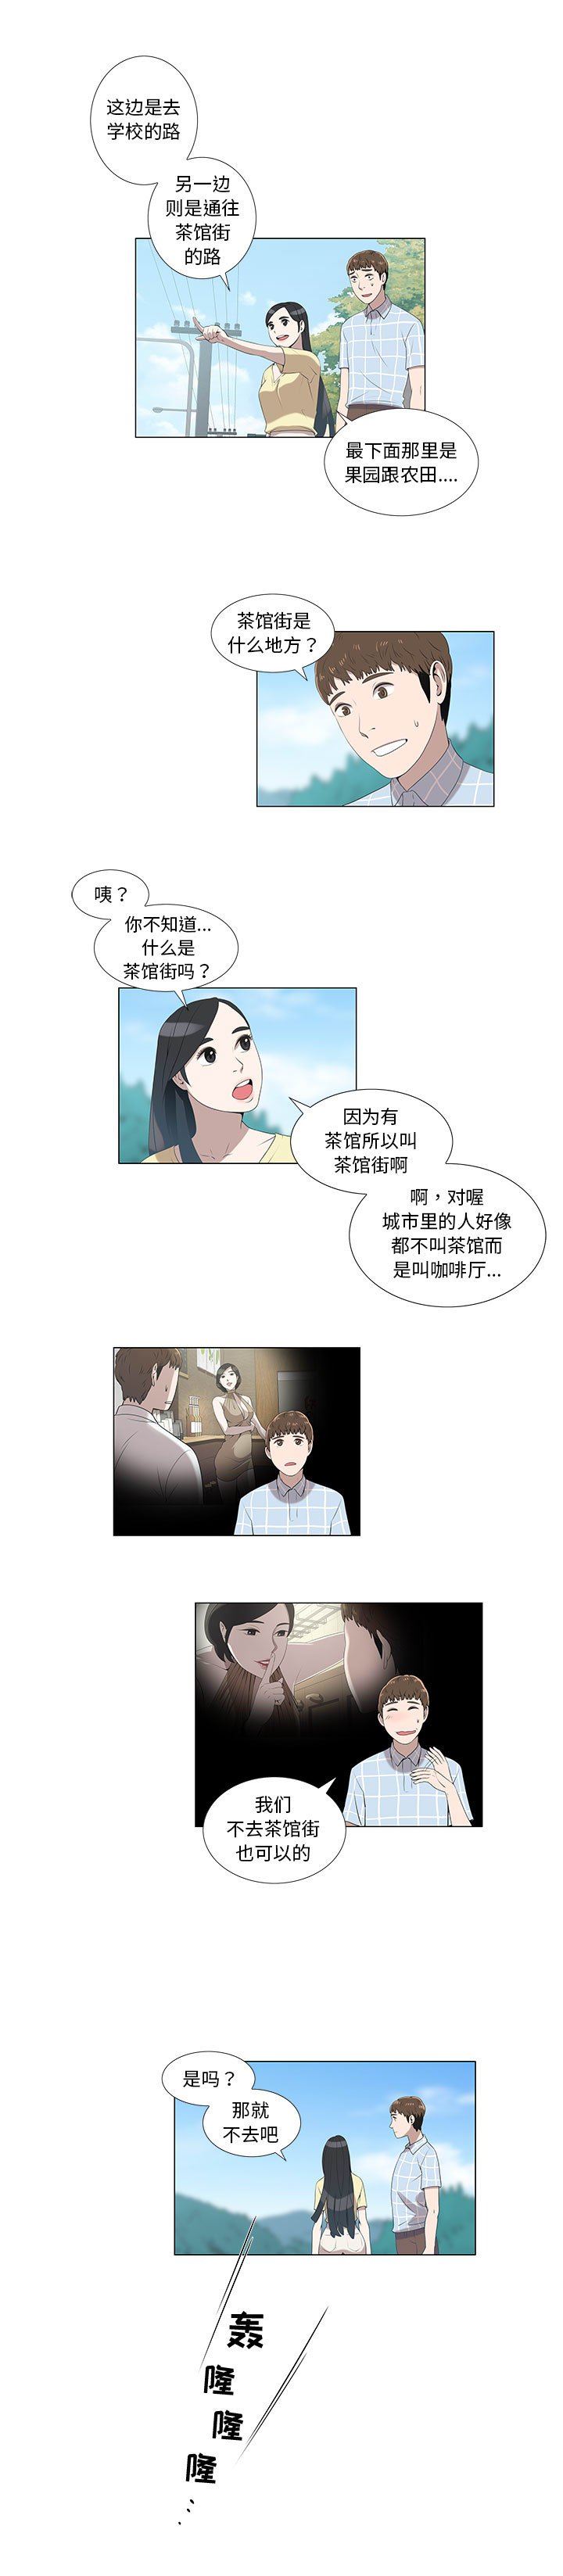 这边是去
学校的路
另一边
则是通往
茶馆街
的路
最下面那里是
果园跟农田....
茶馆街是
什么地方？
咦？
你不知道...
什么是
茶馆街吗？
因为有
茶馆所以叫
茶馆街啊
啊，对喔
城市里的人好像
都不叫茶馆而
是叫咖啡厅...
我们
不去茶馆街
也可以的
是吗？
那就
不去吧
轰
隆
隆
隆
...